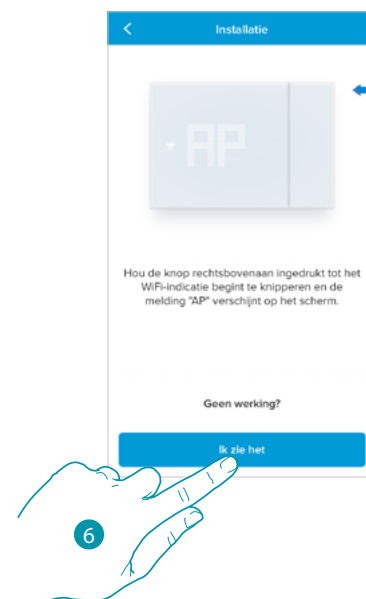 Installatie
AP
Hou de knop rechtsbovenaan ingedrukt tot het
WiFi-indicatie begint te knipperen en de
melding "AP" verschijnt op het scherm.
Geen werking?
Ik zie het
6